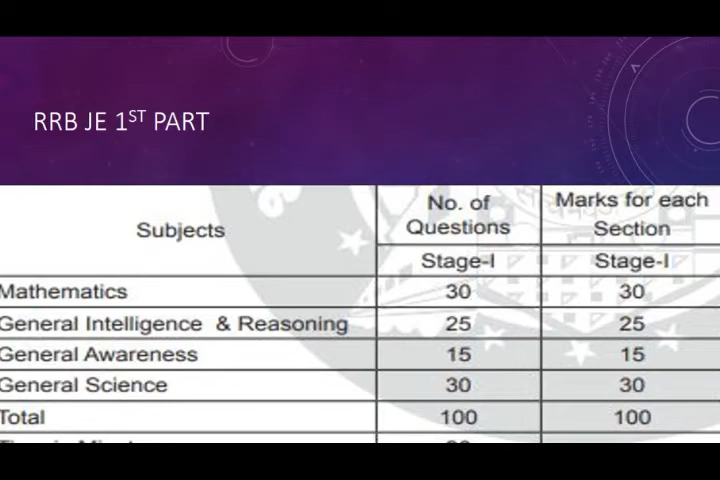 RRB JE 1ST PART
Subjects | No. of Questions | Marks for each Section
Stage-I | Stage-I
Mathematics | 30 | 30
General Intelligence & Reasoning | 25 | 25
General Awareness | 15 | 15
General Science | 30 | 30
Total | 100 | 100